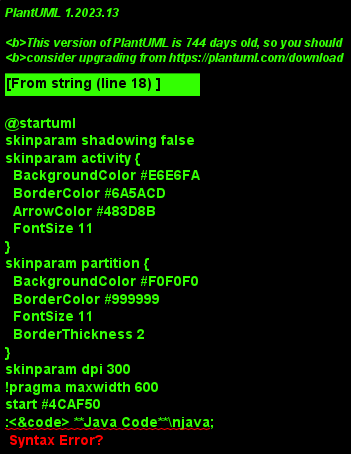 PlantUML 1.2023.13
<b>This version of PlantUML is 744 days old, so you should
<b>consider upgrading from https://plantuml.com/download
[From string (line 18) ]
@startuml
skinparam shadowing false
skinparam activity {
BackgroundColor #E6E6FA
BorderColor #6A5ACD
ArrowColor #483D8B
FontSize 11
}
skinparam partition {
BackgroundColor #F0F0F0
BorderColor #999999
FontSize 11
BorderThickness 2
}
skinparam dpi 300
!pragma maxwidth 600
start #4CAF50
:<&code> **Java Code**\njava;
Syntax Error?